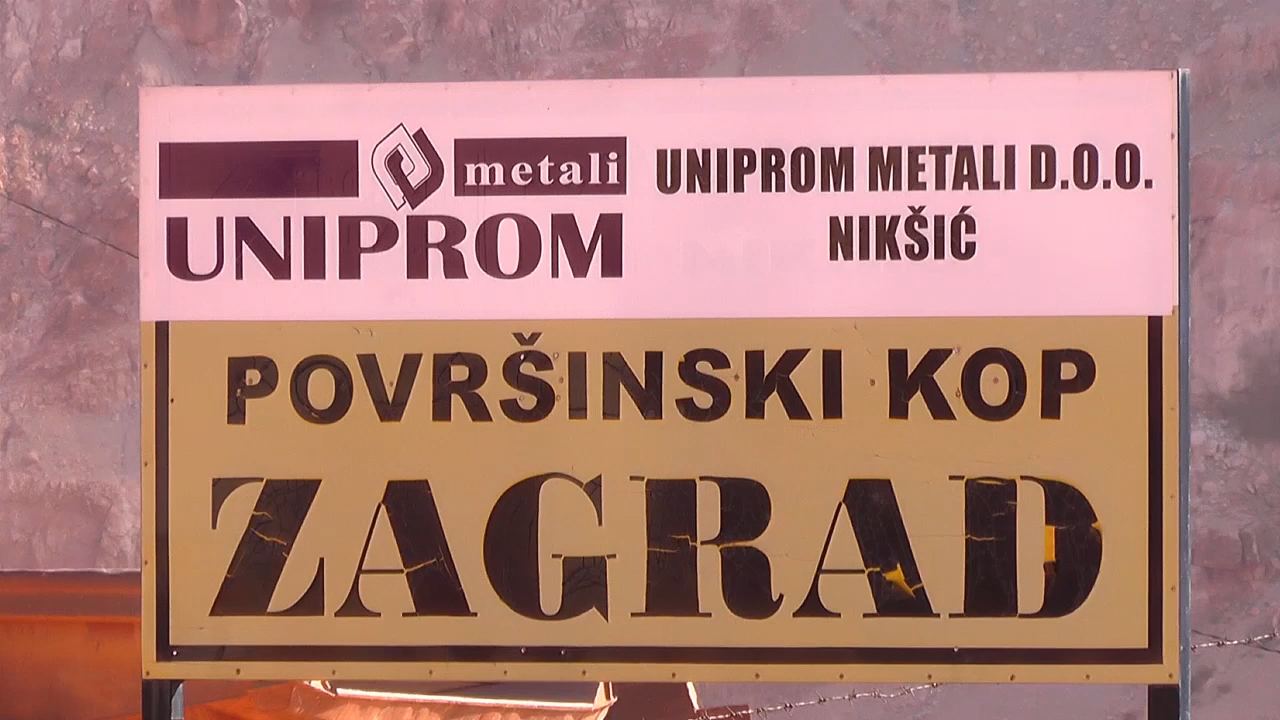 metali
UNIPROM
UNIPROM METALI D.O.O.
NIKŠIĆ
POVRŠINSKI KOP
ZAGRAD